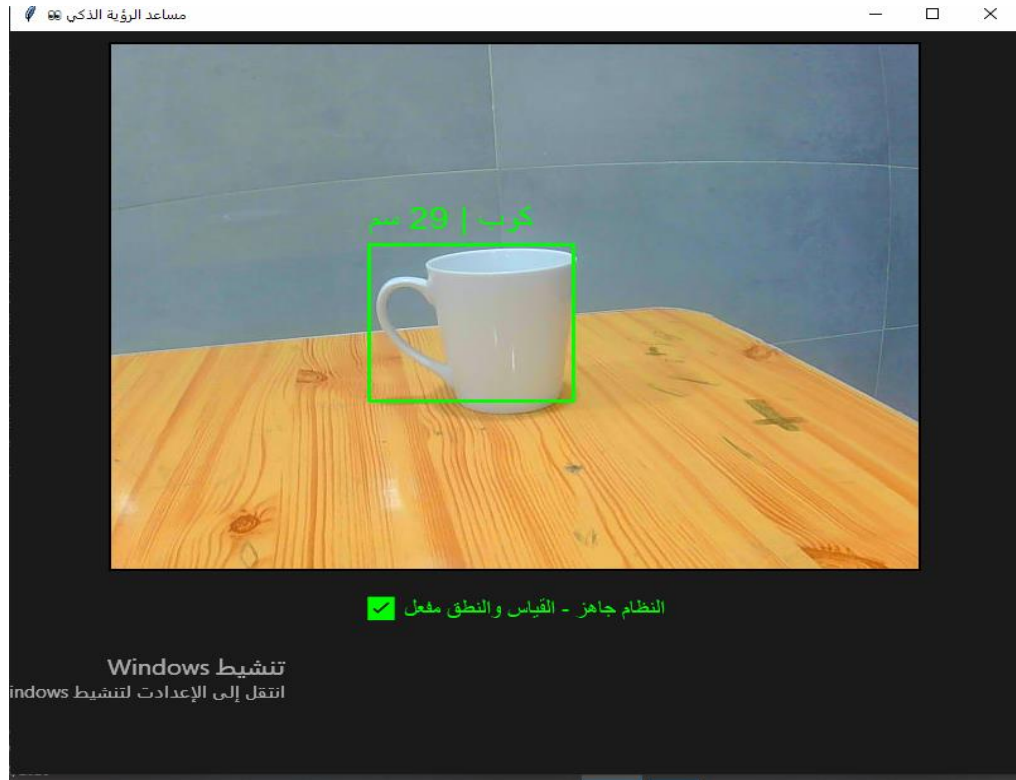 مساعد الرؤية الذكي
كوب | 29 سم
النظام جاهز - القياس والنطق مفعل
تنشيط Windows
انتقل إلى الإعدادت لتنشيط indows